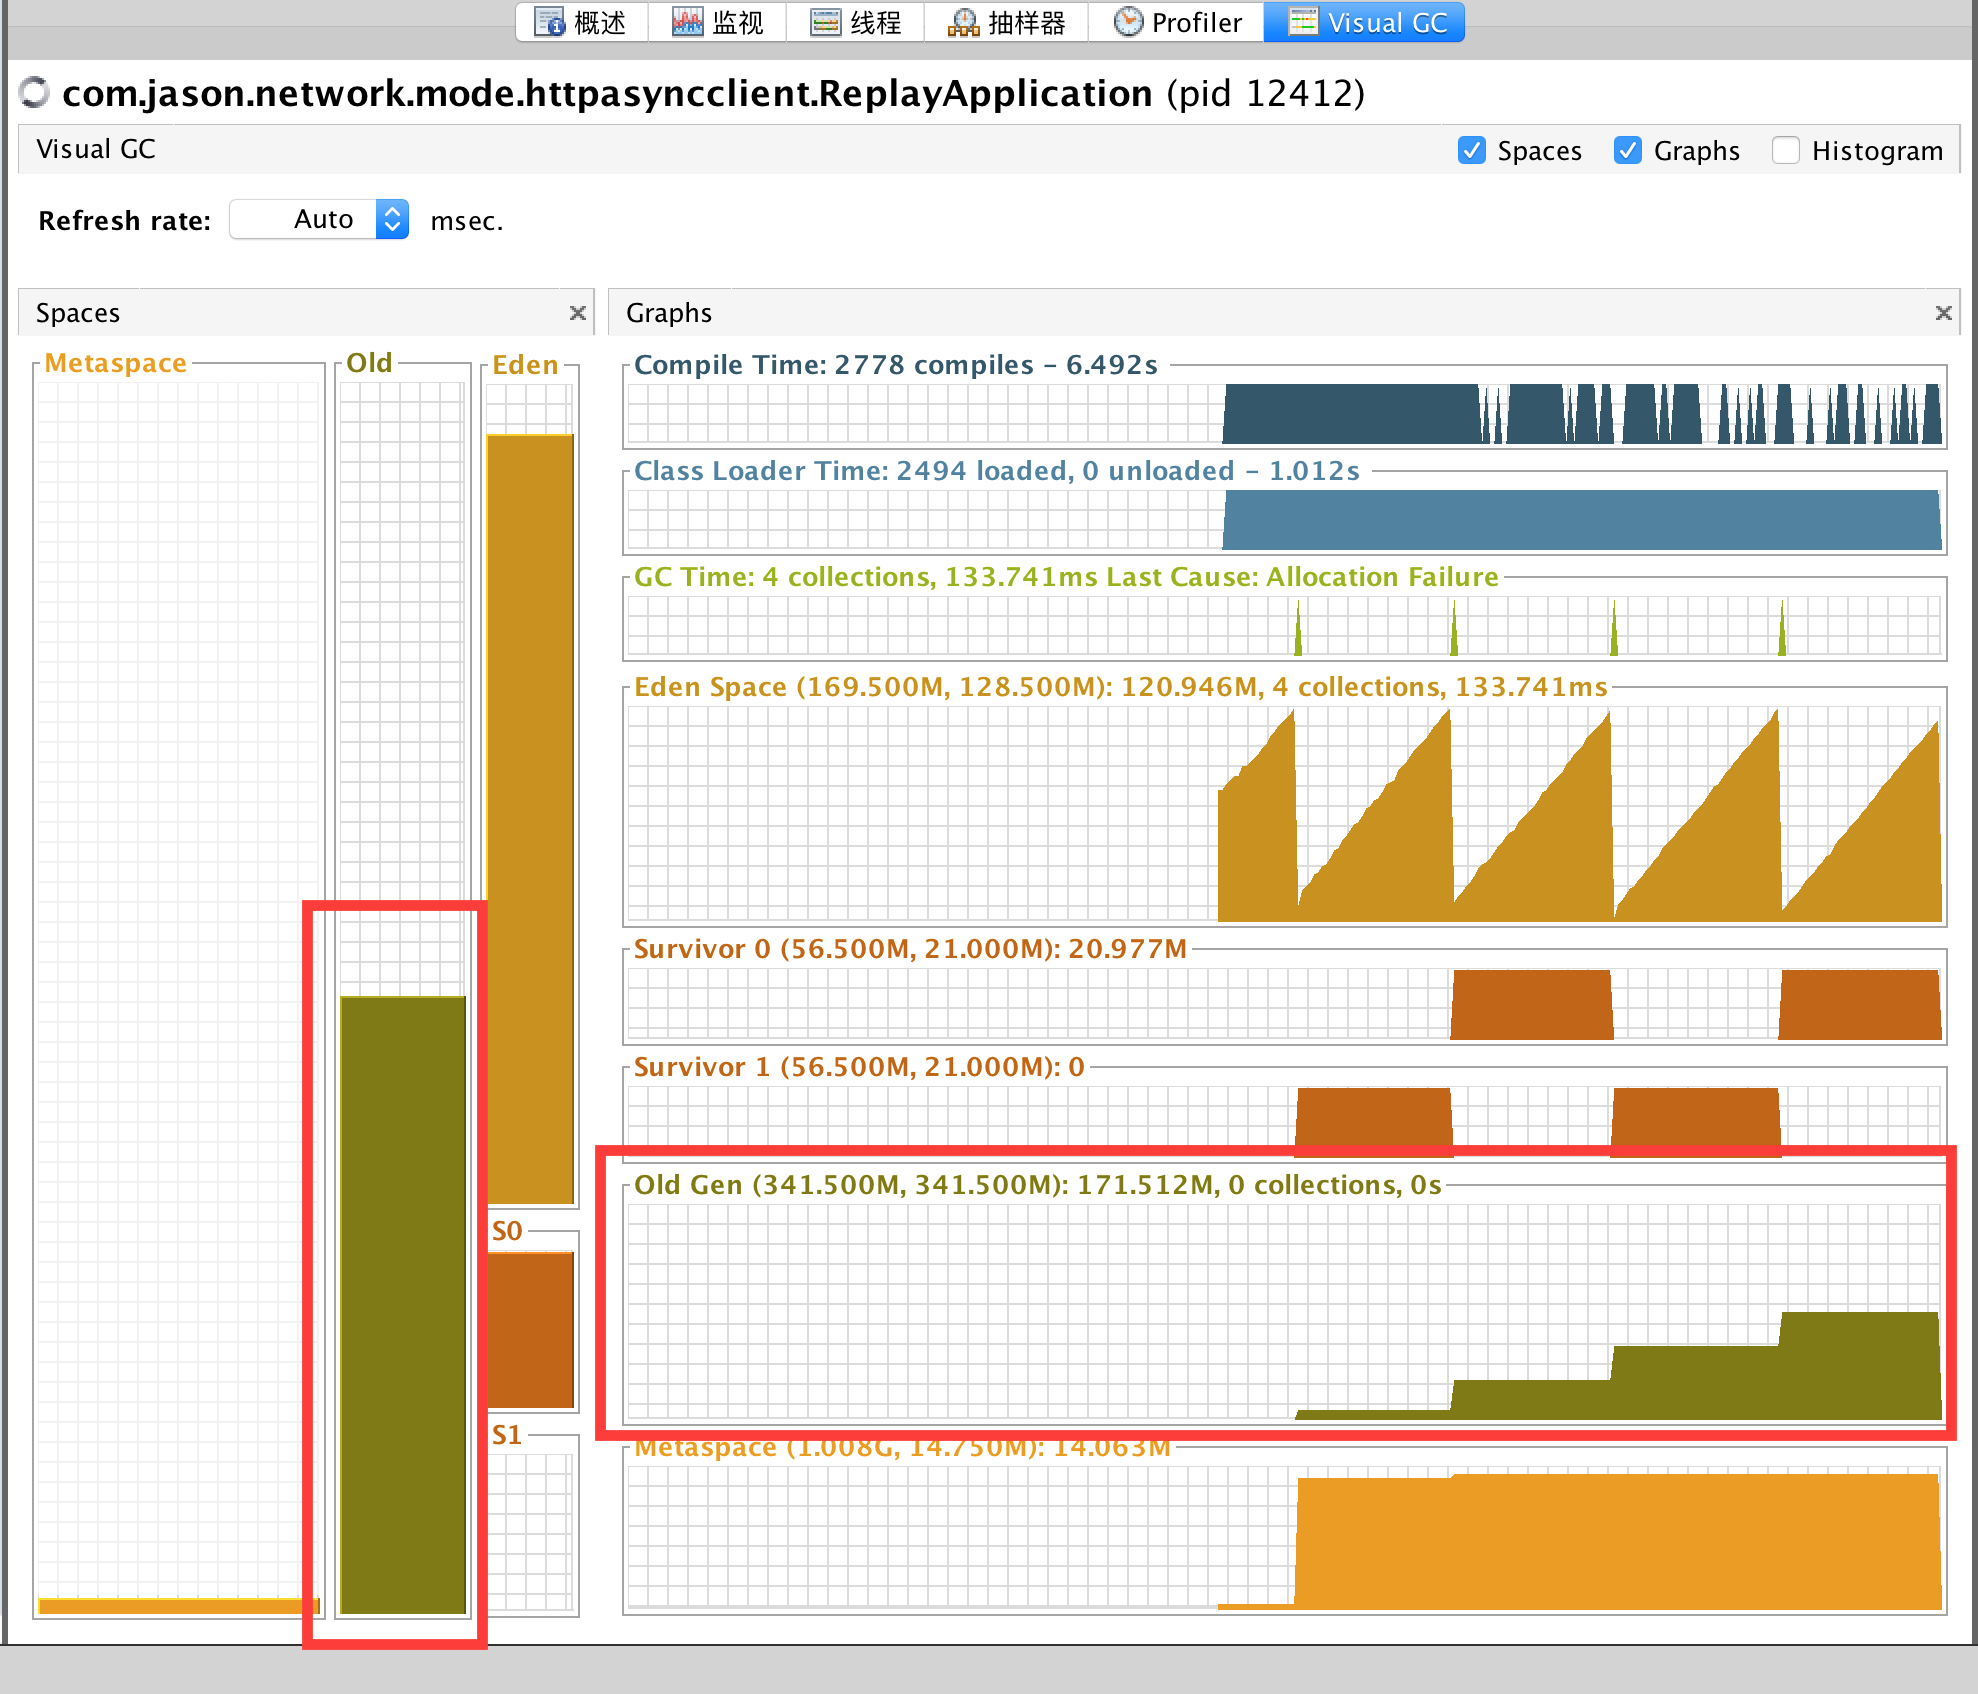 概述 监视 线程 抽样器 Profiler Visual GC
com.jason.network.mode.httpasyncclient.ReplayApplication (pid 12412)
Visual GC Spaces Graphs Histogram
Refresh rate: Auto msec.
Spaces
Metaspace Old Eden
S0
S1
Graphs
Compile Time: 2778 compiles - 6.492s
Class Loader Time: 2494 loaded, 0 unloaded - 1.012s
GC Time: 4 collections, 133.741ms Last Cause: Allocation Failure
Eden Space (169.500M, 128.500M): 120.946M, 4 collections, 133.741ms
Survivor 0 (56.500M, 21.000M): 20.977M
Survivor 1 (56.500M, 21.000M): 0
Old Gen (341.500M, 341.500M): 171.512M, 0 collections, 0s
Metaspace (1.008G, 14.750M): 14.063M